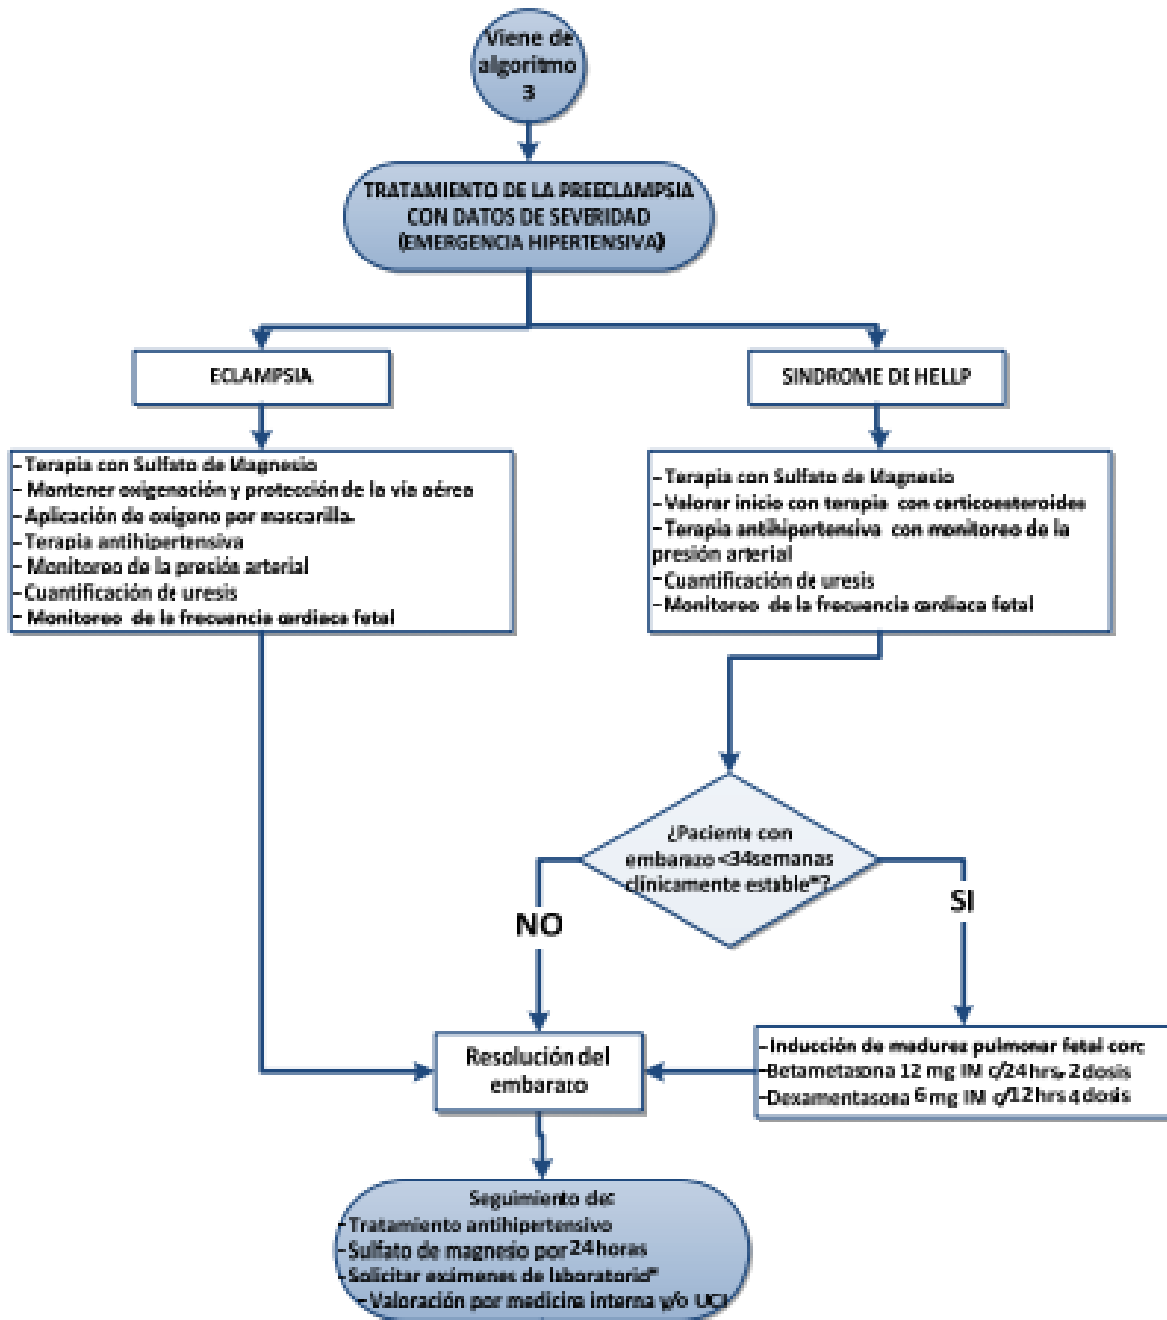 Viene de
algoritmo
3
TRATAMIENTO DE LA PREECLAMPSIA
CON DATOS DE SEVERIDAD
(EMERGENCIA HIPERTENSIVA)
ECLAMPSIA
SINDROME DE HELLP
- Terapia con Sulfato de Magnesio
- Mantener oxigenación y protección de la vía aérea
- Aplicación de oxígeno por mascarilla.
- Terapia antihipertensiva
- Monitoreo de la presión arterial
- Cuantificación de uresis
- Monitoreo de la frecuencia cardiaca fetal
- Terapia con Sulfato de Magnesio
- Valorar inicio con terapia con corticoesteroides
- Terapia antihipertensiva con monitoreo de la
presión arterial
- Cuantificación de uresis
- Monitoreo de la frecuencia cardiaca fetal
¿Paciente con
embarazo <34semanas
clínicamente estable*?
NO
SI
Resolución del
embarazo
-Inducción de madurez pulmonar fetal con:
-Betametasona 12 mg IM c/24 hrs, 2 dosis
-Dexamentasona 6 mg IM c/12 hrs 4 dosis
Seguimiento de:
-Tratamiento antihipertensivo
-Sulfato de magnesio por 24 horas
-Solicitar exámenes de laboratorio*
- Valoración por medicina interna y/o UCI